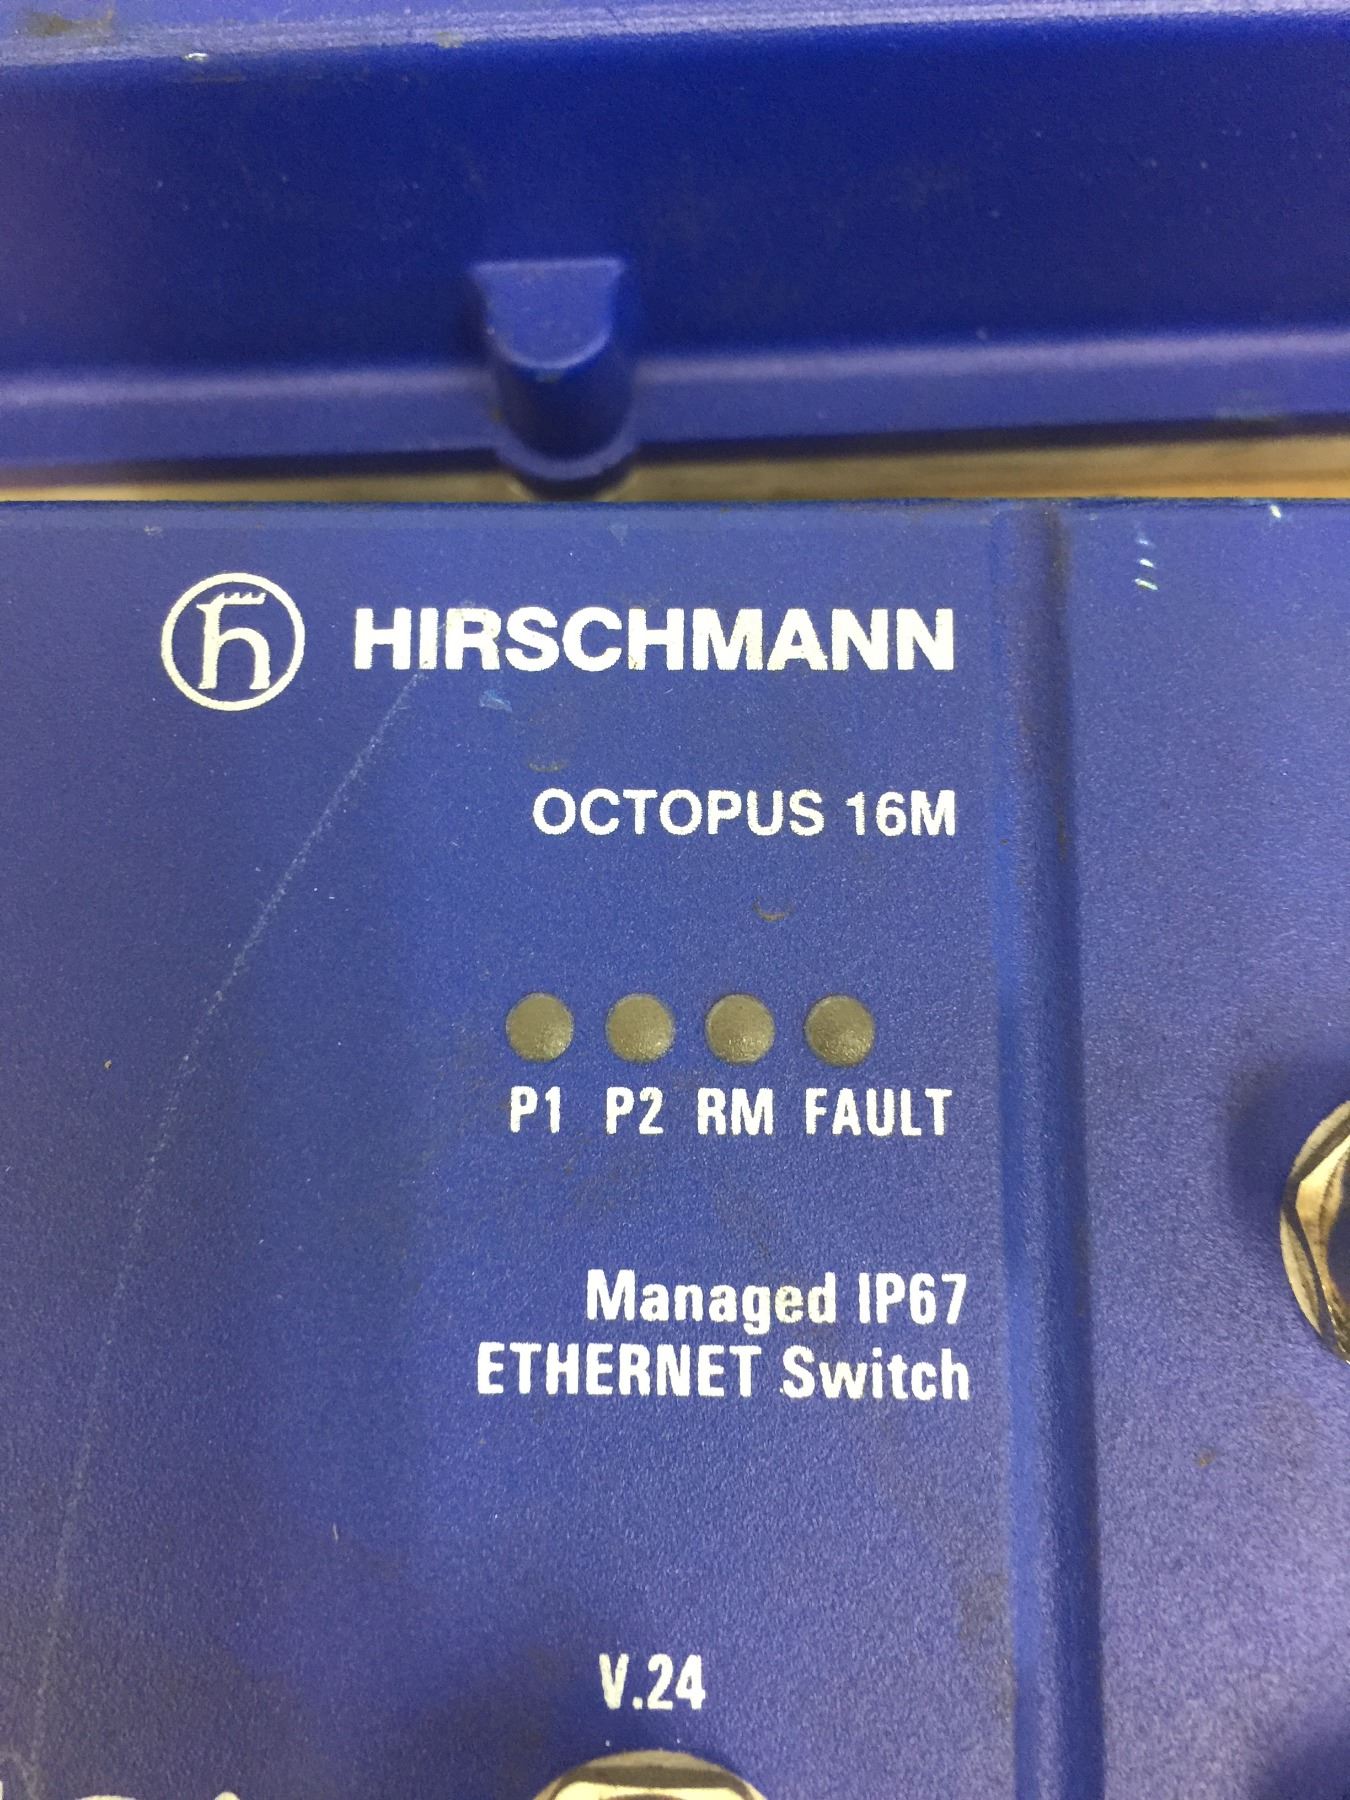 HIRSCHMANN
OCTOPUS 16M
P1 P2 RM FAULT
Managed IP67
ETHERNET Switch
V.24